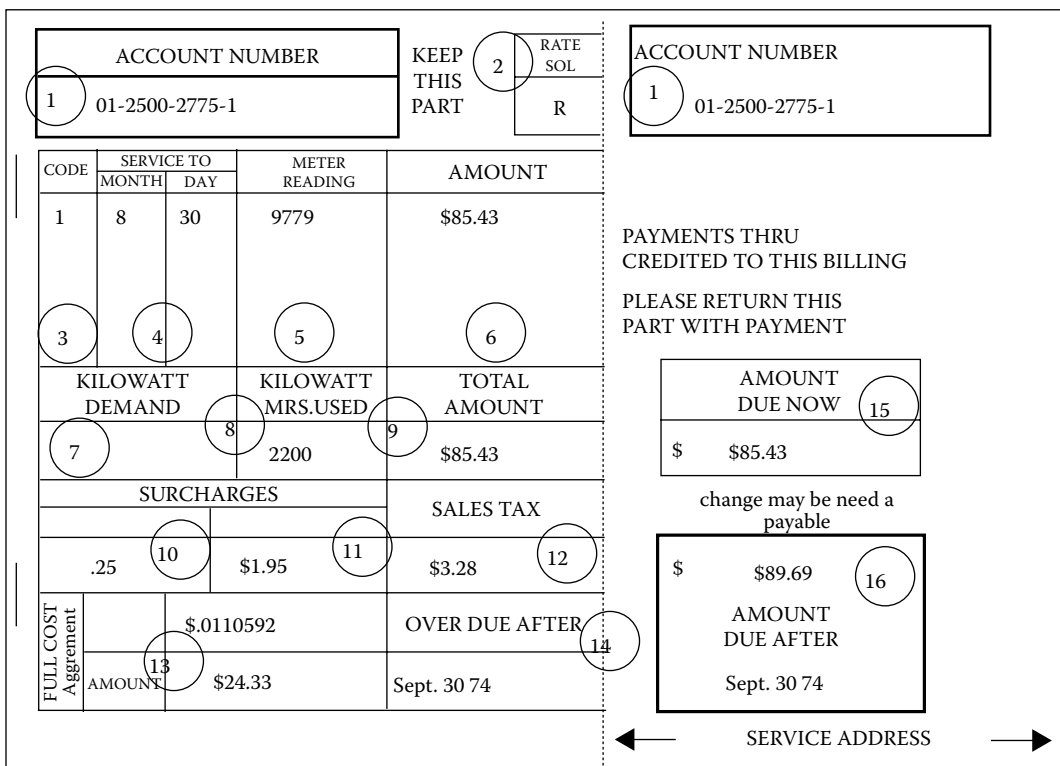 ACCOUNT NUMBER
1
01-2500-2775-1
KEEP
THIS
PART
2
RATE
SOL
R
ACCOUNT NUMBER
1
01-2500-2775-1
CODE
SERVICE TO
MONTH DAY
METER
READING
AMOUNT
1 8 30 9779 $85.43
3 4 5 6
PAYMENTS THRU
CREDITED TO THIS BILLING
PLEASE RETURN THIS
PART WITH PAYMENT
KILOWATT
DEMAND
KILOWATT
MRS.USED
TOTAL
AMOUNT
7 8 9
2200 $85.43
AMOUNT
DUE NOW
15
$ $85.43
SURCHARGES
SALES TAX
.25 10 $1.95 11 $3.28 12
change may be need a
payable
$ $89.69 16
AMOUNT
DUE AFTER
Sept. 30 74
FULL COST
Aggrement
$.0110592
OVER DUE AFTER
14
AMOUNT
13
$24.33
Sept. 30 74
SERVICE ADDRESS